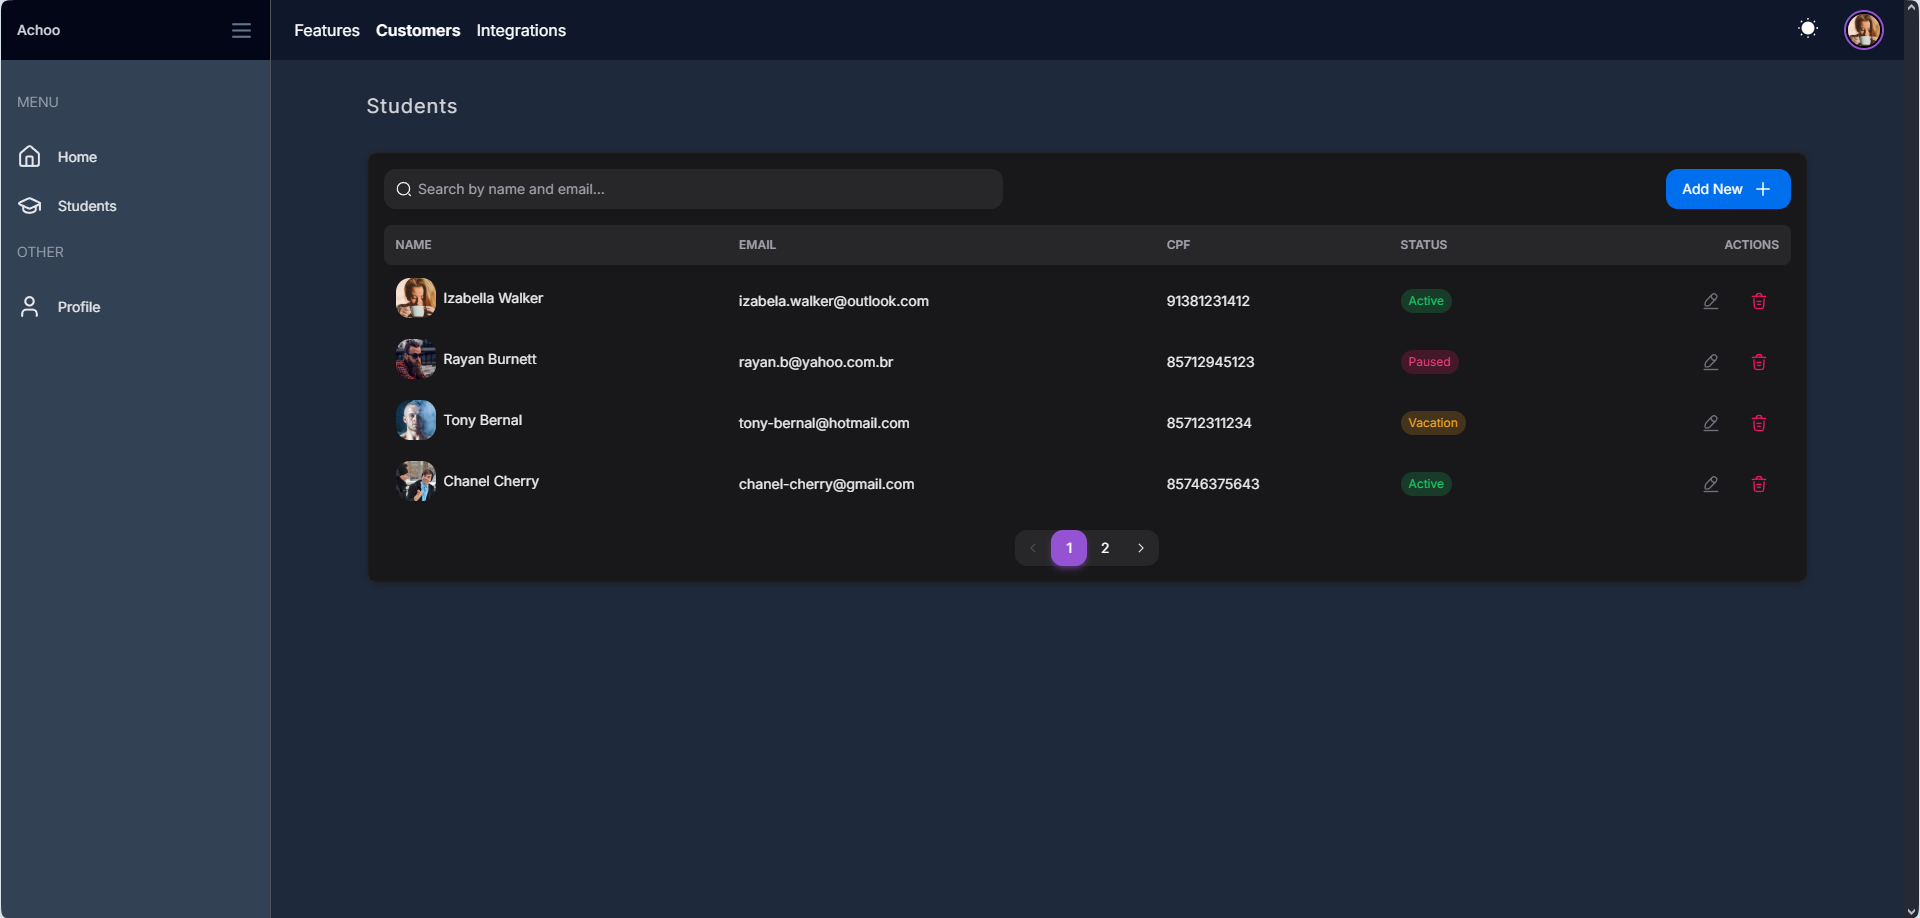 Achoo
Features Customers Integrations
MENU
Home
Students
OTHER
Profile
Students
Search by name and email...
Add New
NAME EMAIL CPF STATUS ACTIONS
Izabella Walker izabela.walker@outlook.com 91381231412 Active
Rayan Burnett rayan.b@yahoo.com.br 85712945123 Paused
Tony Bernal tony-bernal@hotmail.com 85712311234 Vacation
Chanel Cherry chanel-cherry@gmail.com 85746375643 Active
1 2